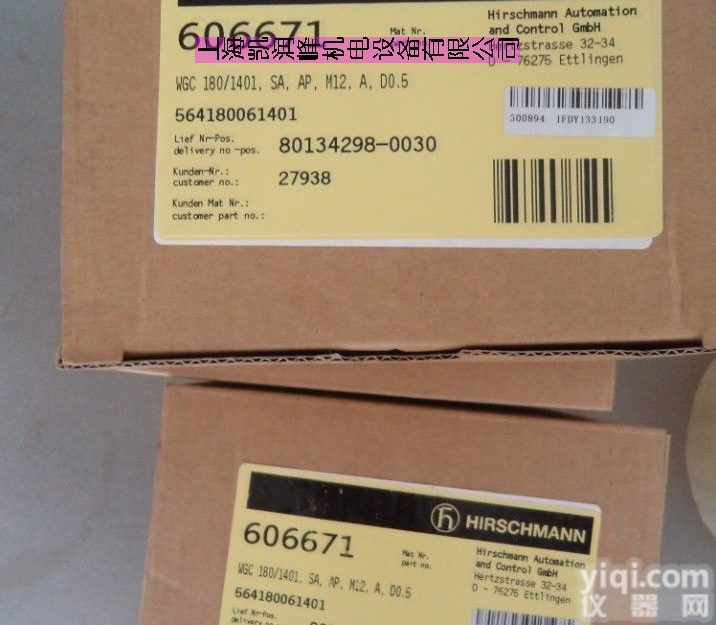 606671
Mat Nr.
Hirschmann Automation
and Control GmbH
Hertzstrasse 32-34
D - 76275 Ettlingen
上海凯润峰机电设备有限公司
WGC 180/1401, SA, AP, M12, A, D0.5
564180061401
Lief Nr-Pos.
delivery no -pos.
80134298-0030
Kunden-Nr.:
customer no.:
27938
Kunden Mat Nr.:
customer part no.:
500894 1FDY133190
HIRSCHMANN
606671
Mat Nr.
part no.
Hirschmann Automation
and Control GmbH
Hertzstrasse 32-34
D - 76275 Ettlingen
WGC 180/1401, SA, AP, M12, A, D0.5
564180061401
Lief Nr-Pos.
yiqi.com
仪器网